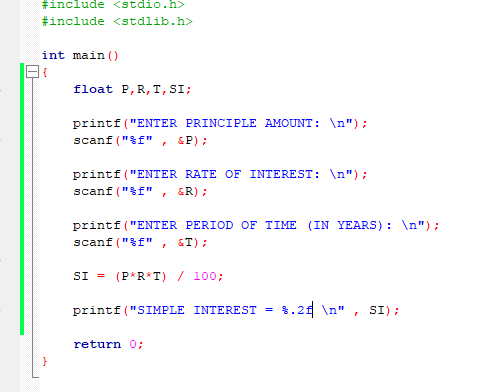 #include <stdio.h>
#include <stdlib.h>
int main()
{
float P,R,T,SI;
printf("ENTER PRINCIPLE AMOUNT: \n");
scanf("%f" , &P);
printf("ENTER RATE OF INTEREST: \n");
scanf("%f" , &R);
printf("ENTER PERIOD OF TIME (IN YEARS): \n");
scanf("%f" , &T);
SI = (P*R*T) / 100;
printf("SIMPLE INTEREST = %.2f \n" , SI);
return 0;
}